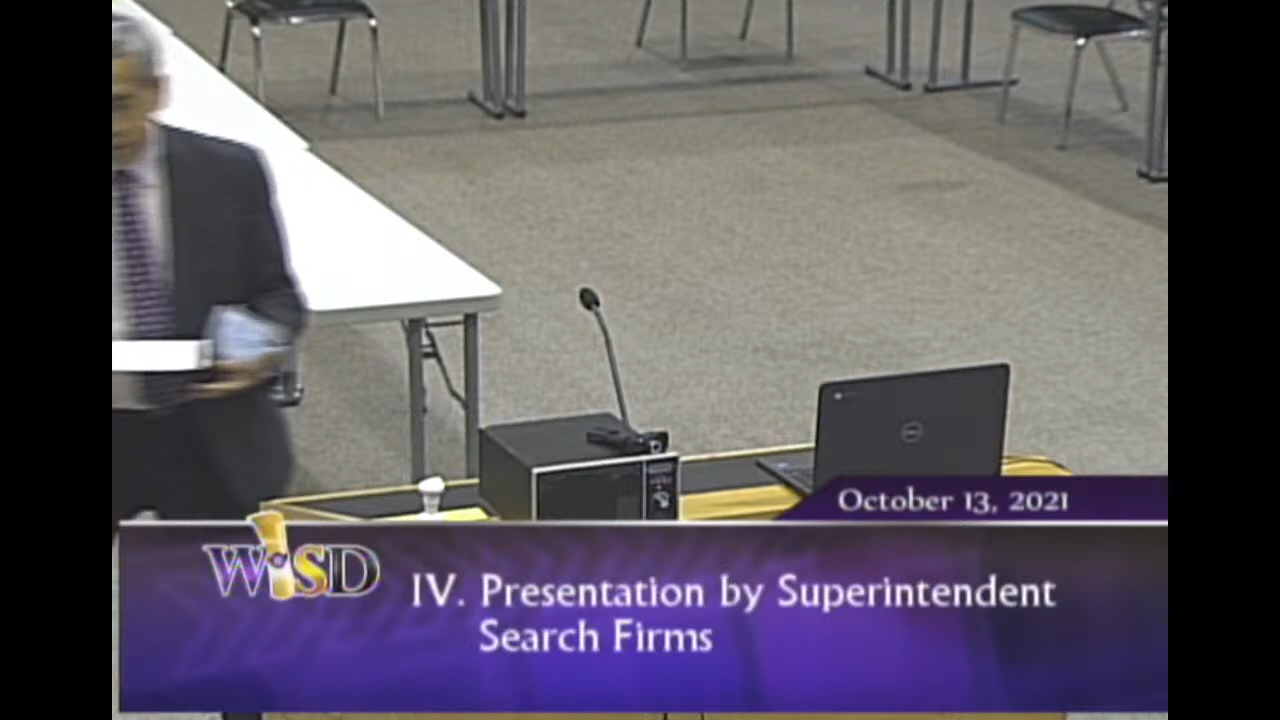 October 13, 2021
WISD
IV. Presentation by Superintendent
Search Firms